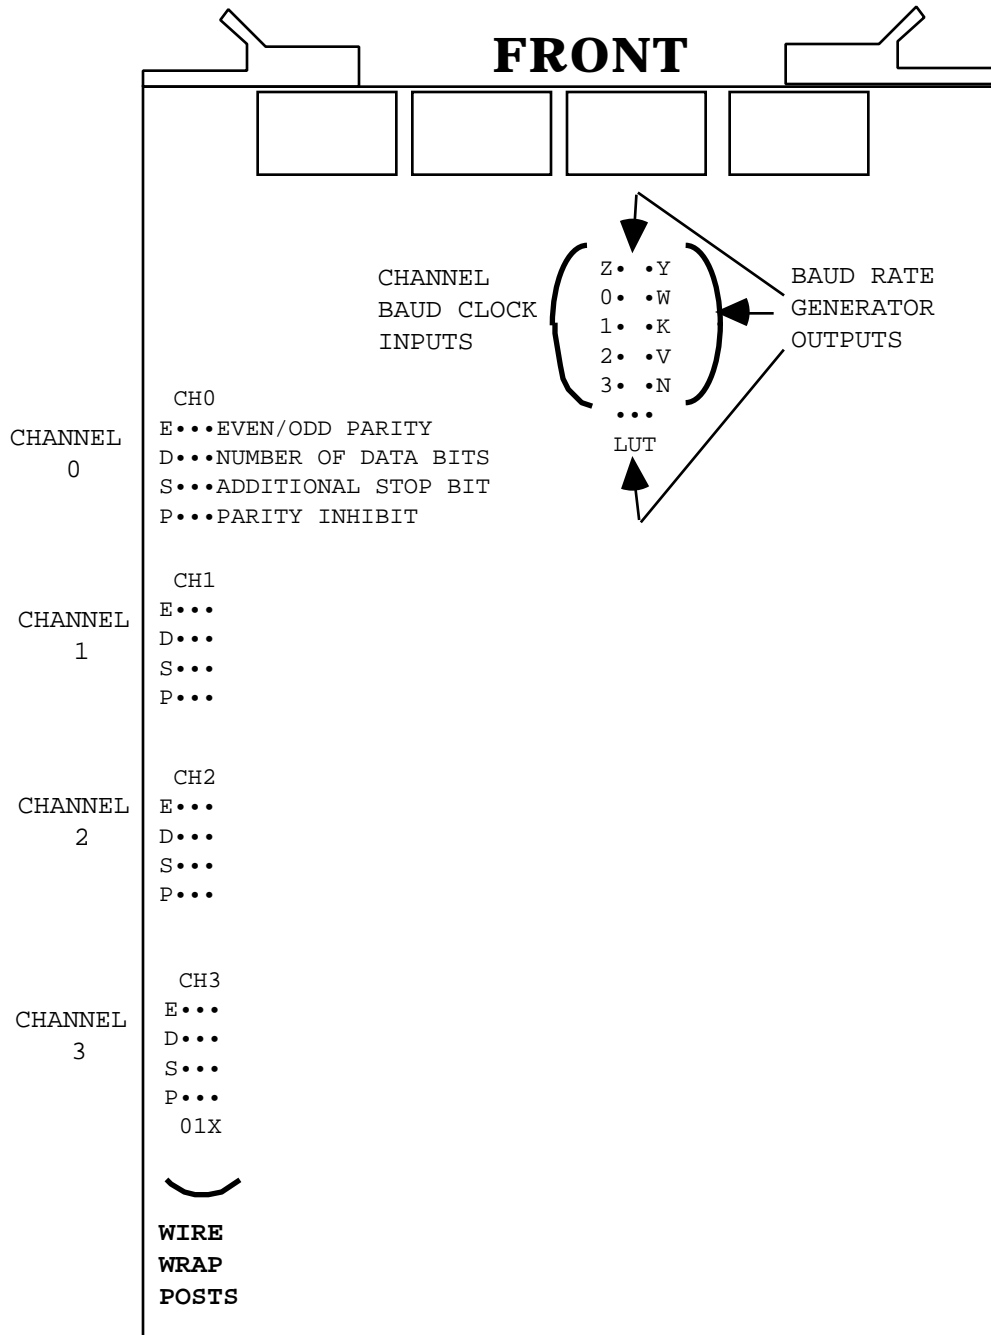 FRONT
CHANNEL
BAUD CLOCK
INPUTS
Z• •Y
0• •W
1• •K
2• •V
3• •N
•••
LUT
BAUD RATE
GENERATOR
OUTPUTS
CHANNEL
0
CH0
E•••EVEN/ODD PARITY
D•••NUMBER OF DATA BITS
S•••ADDITIONAL STOP BIT
P•••PARITY INHIBIT
CHANNEL
1
CH1
E•••
D•••
S•••
P•••
CHANNEL
2
CH2
E•••
D•••
S•••
P•••
CHANNEL
3
CH3
E•••
D•••
S•••
P•••
01X
WIRE
WRAP
POSTS